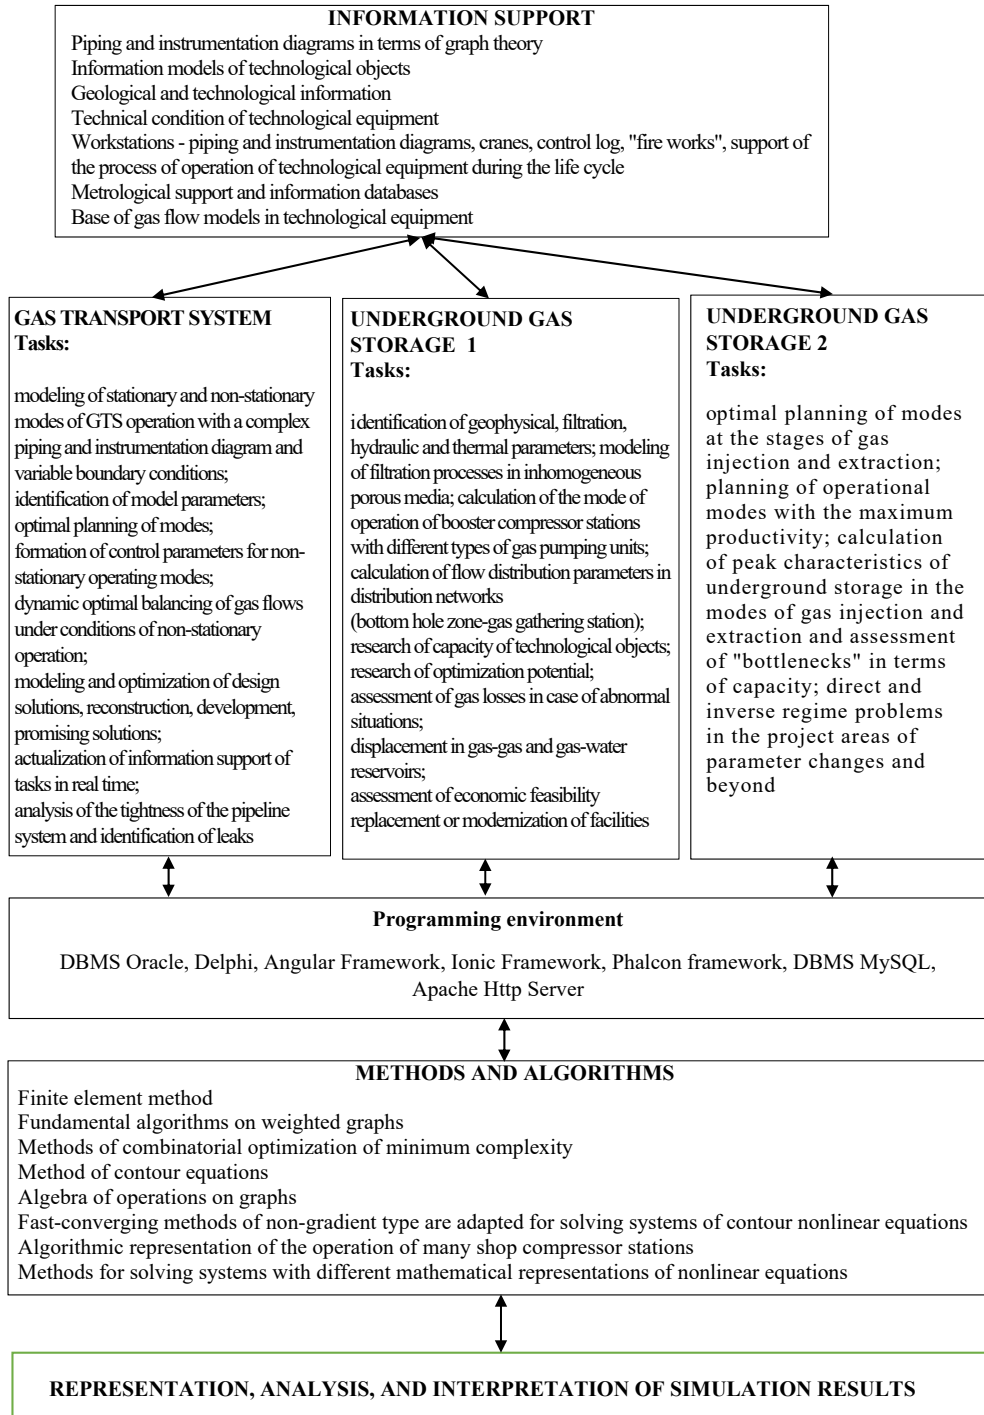 INFORMATION SUPPORT
Piping and instrumentation diagrams in terms of graph theory
Information models of technological objects
Geological and technological information
Technical condition of technological equipment
Workstations - piping and instrumentation diagrams, cranes, control log, "fire works", support of
the process of operation of technological equipment during the life cycle
Metrological support and information databases
Base of gas flow models in technological equipment
GAS TRANSPORT SYSTEM
Tasks:
modeling of stationary and non-stationary
modes of GTS operation with a complex
piping and instrumentation diagram and
variable boundary conditions;
identification of model parameters;
optimal planning of modes;
formation of control parameters for non-
stationary operating modes;
dynamic optimal balancing of gas flows
under conditions of non-stationary
operation;
modeling and optimization of design
solutions, reconstruction, development,
promising solutions;
actualization of information support of
tasks in real time;
analysis of the tightness of the pipeline
system and identification of leaks
UNDERGROUND GAS
STORAGE 1
Tasks:
identification of geophysical, filtration,
hydraulic and thermal parameters; modeling
of filtration processes in inhomogeneous
porous media; calculation of the mode of
operation of booster compressor stations
with different types of gas pumping units;
calculation of flow distribution parameters in
distribution networks
(bottom hole zone-gas gathering station);
research of capacity of technological objects;
research of optimization potential;
assessment of gas losses in case of abnormal
situations;
displacement in gas-gas and gas-water
reservoirs;
assessment of economic feasibility
replacement or modernization of facilities
UNDERGROUND GAS
STORAGE 2
Tasks:
optimal planning of modes
at the stages of gas
injection and extraction;
planning of operational
modes with the maximum
productivity; calculation
of peak characteristics of
underground storage in the
modes of gas injection and
extraction and assessment
of "bottlenecks" in terms
of capacity; direct and
inverse regime problems
in the project areas of
parameter changes and
beyond
Programming environment
DBMS Oracle, Delphi, Angular Framework, Ionic Framework, Phalcon framework, DBMS MySQL,
Apache Http Server
METHODS AND ALGORITHMS
Finite element method
Fundamental algorithms on weighted graphs
Methods of combinatorial optimization of minimum complexity
Method of contour equations
Algebra of operations on graphs
Fast-converging methods of non-gradient type are adapted for solving systems of contour nonlinear equations
Algorithmic representation of the operation of many shop compressor stations
Methods for solving systems with different mathematical representations of nonlinear equations
REPRESENTATION, ANALYSIS, AND INTERPRETATION OF SIMULATION RESULTS